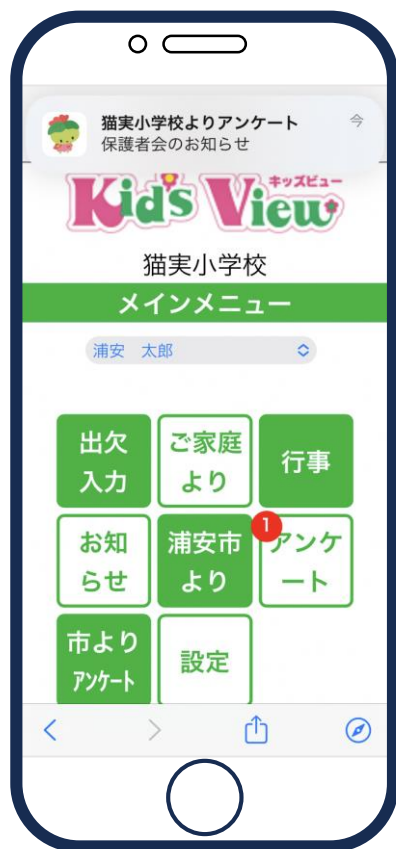 猫実小学校よりアンケート 今
保護者会のお知らせ
キッズビュー
Kid's View
猫実小学校
メインメニュー
浦安 太郎
出欠
入力
ご家庭
より
行事
お知
らせ
浦安市
より
1
アンケ
ート
市より
アンケート
設定